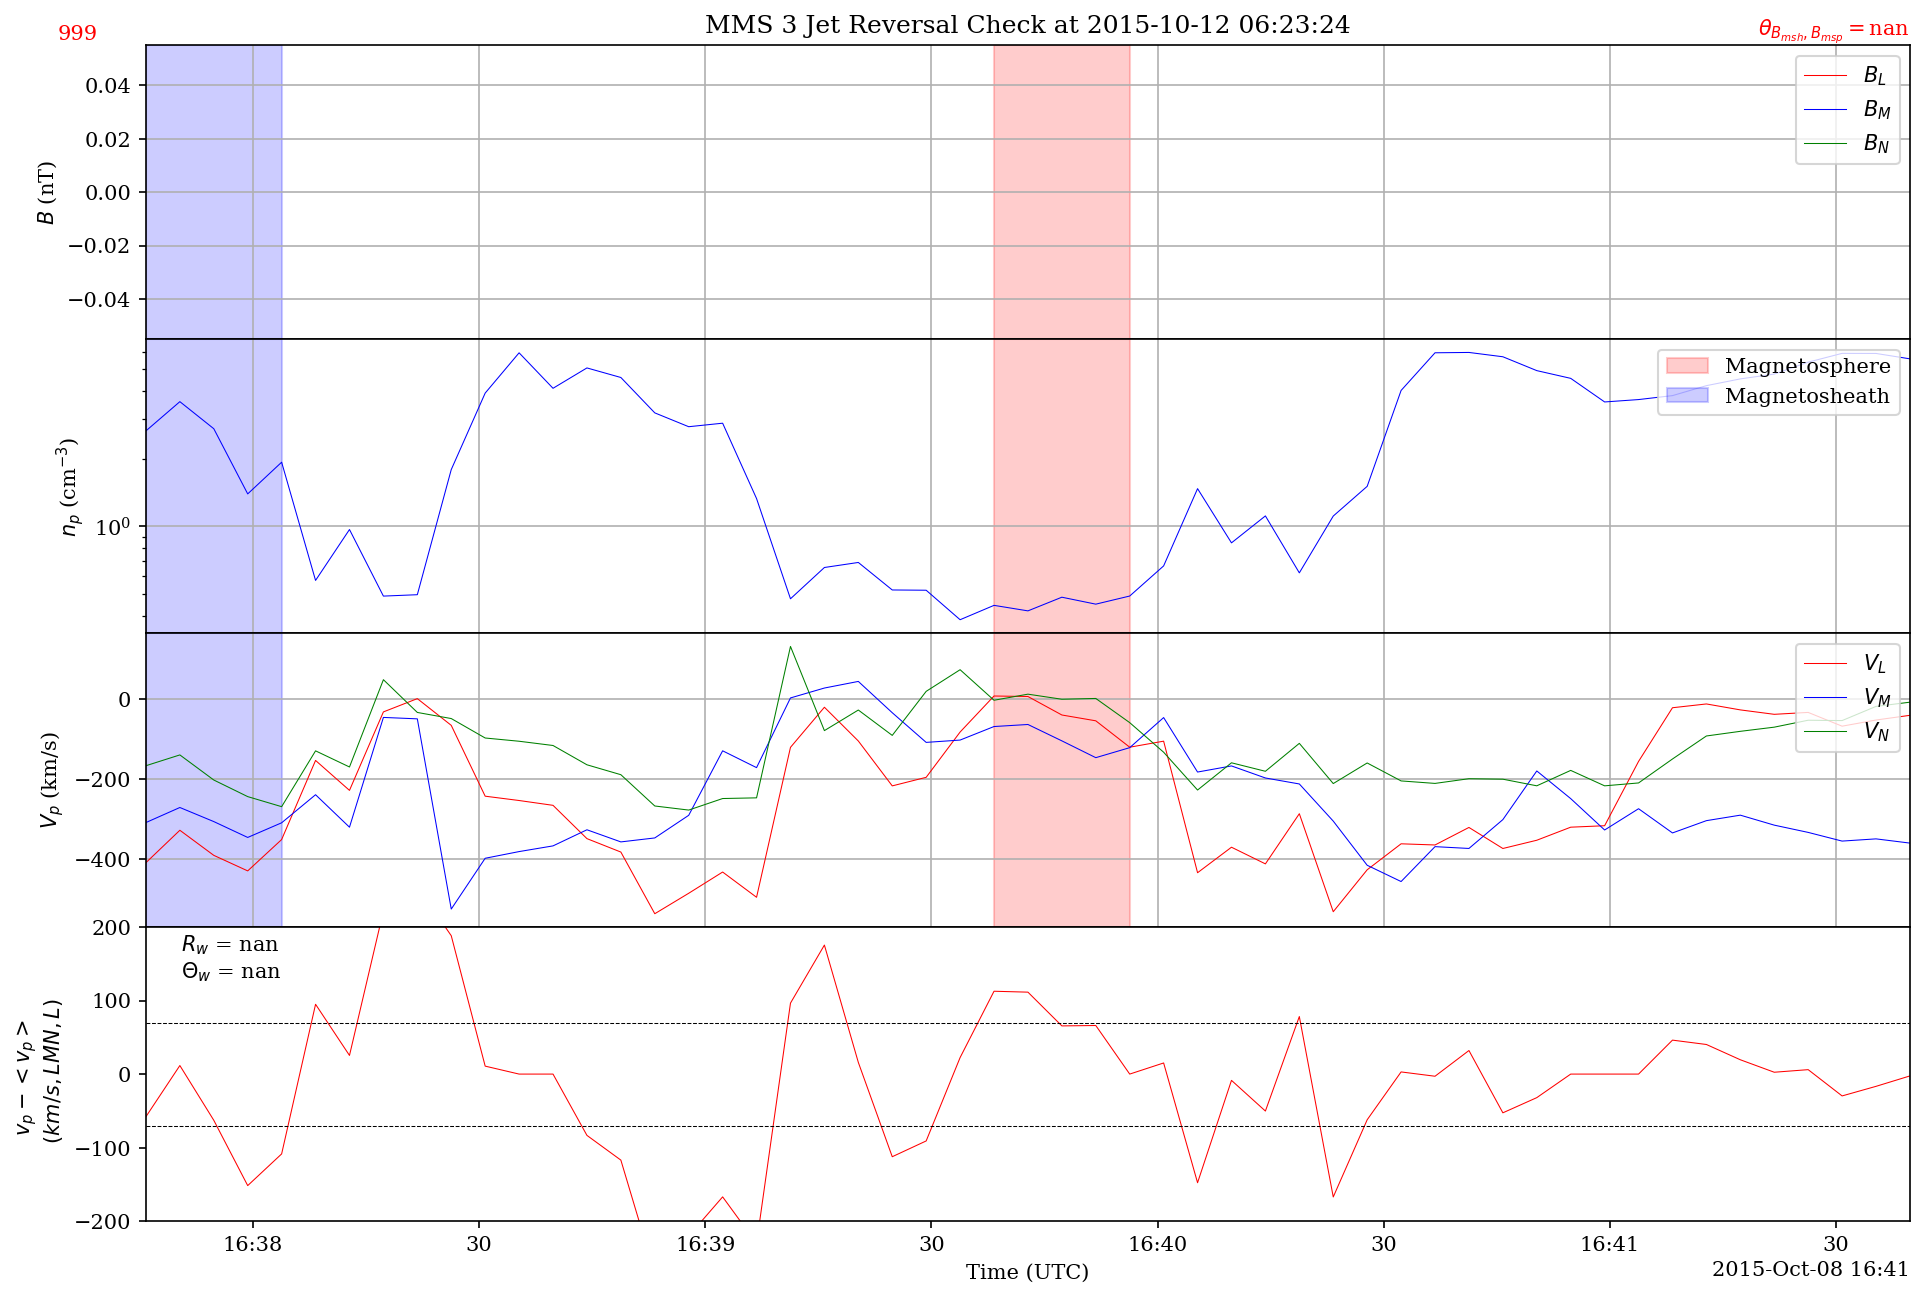 MMS 3 Jet Reversal Check at 2015-10-12 06:23:24
999
θ_{B_{msh}, B_{msp}} = nan
0.04
0.02
0.00
−0.02
−0.04
B (nT)
B_L
B_M
B_N
10^0
n_p (cm^{−3})
Magnetosphere
Magnetosheath
0
−200
−400
V_p (km/s)
V_L
V_M
V_N
200
100
0
−100
−200
v_p − < v_p >
(km/s, LMN, L)
R_w = nan
Θ_w = nan
16:38 30 16:39 30 16:40 30 16:41 30
Time (UTC)
2015-Oct-08 16:41